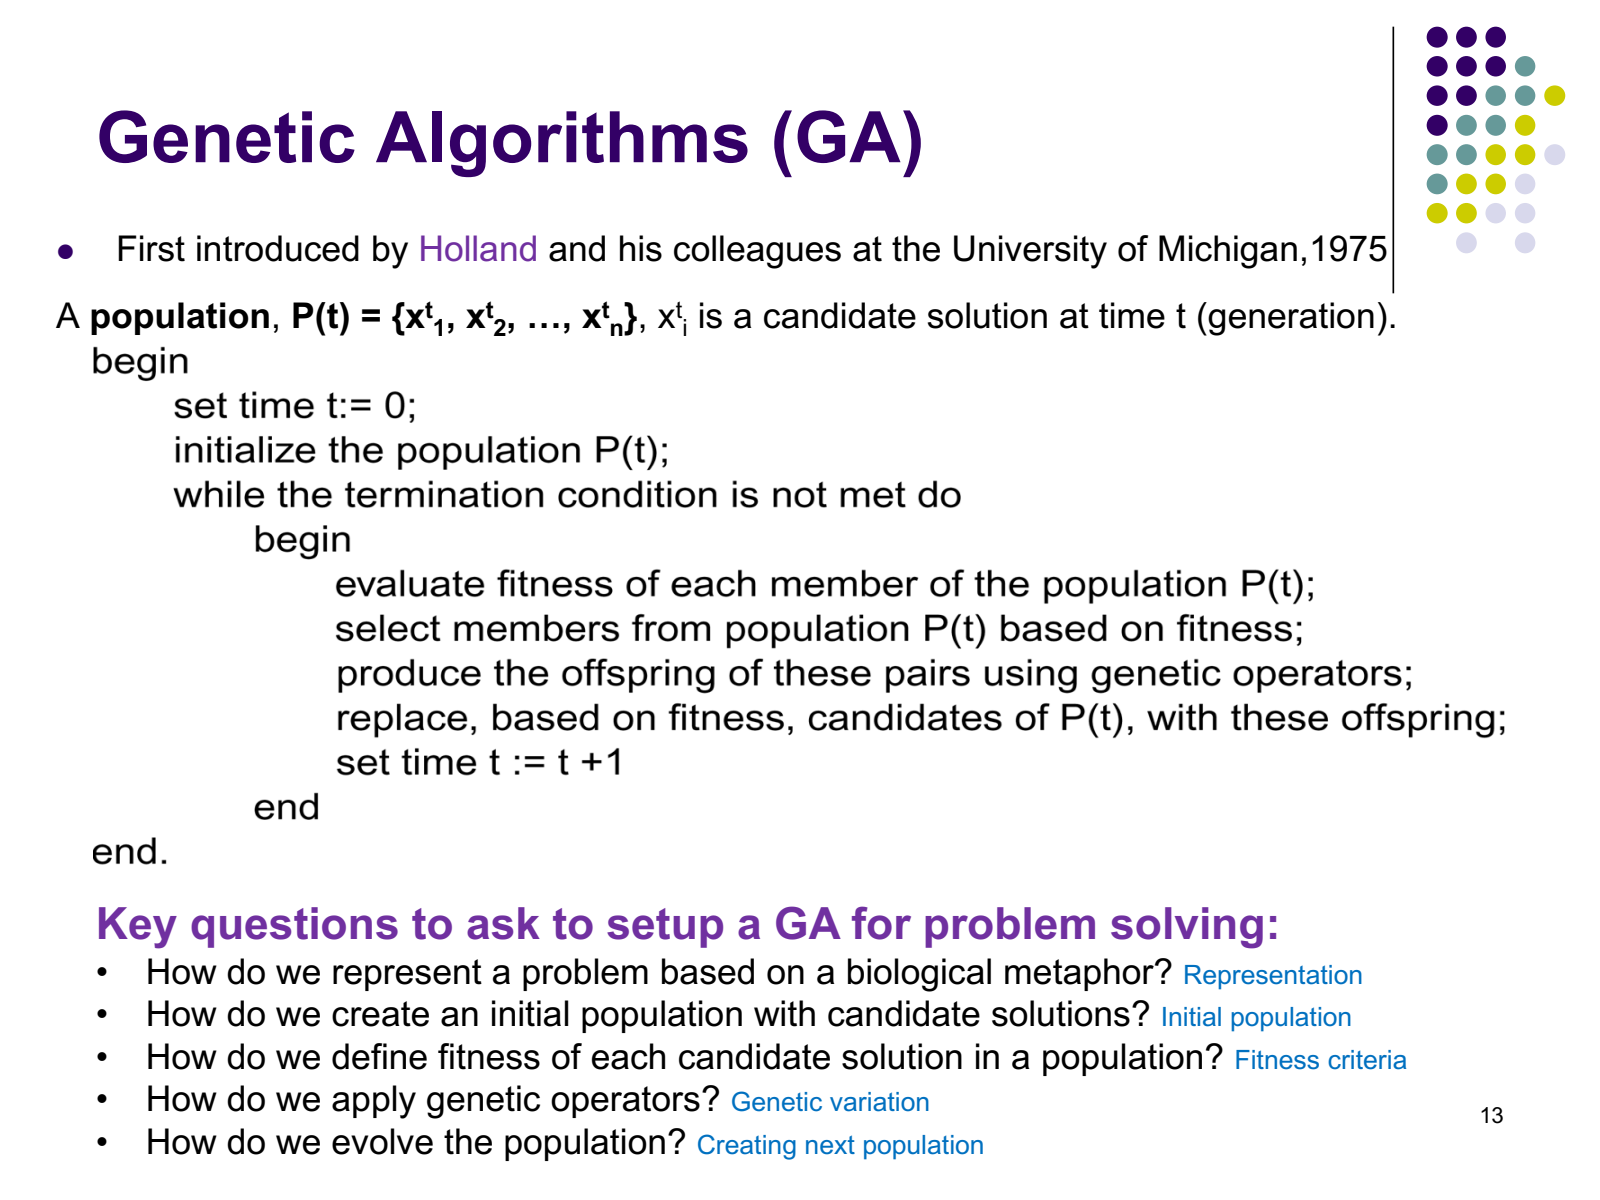 Genetic Algorithms (GA)
● First introduced by Holland and his colleagues at the University of Michigan,1975
A population, P(t) = {xᵗ₁, xᵗ₂, …, xᵗₙ}, xᵗᵢ is a candidate solution at time t (generation).
begin
set time t:= 0;
initialize the population P(t);
while the termination condition is not met do
begin
evaluate fitness of each member of the population P(t);
select members from population P(t) based on fitness;
produce the offspring of these pairs using genetic operators;
replace, based on fitness, candidates of P(t), with these offspring;
set time t := t +1
end
end.
Key questions to ask to setup a GA for problem solving:
• How do we represent a problem based on a biological metaphor? Representation
• How do we create an initial population with candidate solutions? Initial population
• How do we define fitness of each candidate solution in a population? Fitness criteria
• How do we apply genetic operators? Genetic variation
• How do we evolve the population? Creating next population
13